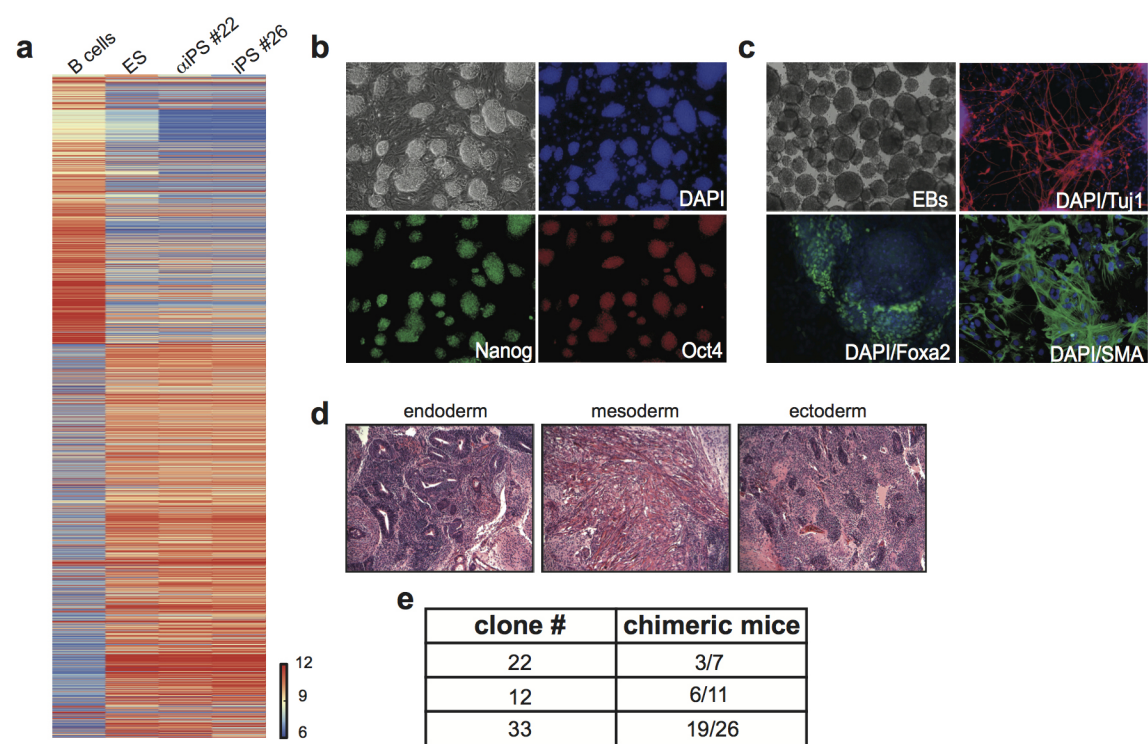 a
B cells
ES
αiPS #22
iPS #26
12
9
6
b
DAPI
Nanog
Oct4
c
EBs
DAPI/Tuj1
DAPI/Foxa2
DAPI/SMA
d
endoderm
mesoderm
ectoderm
e
clone # chimeric mice
22 3/7
12 6/11
33 19/26